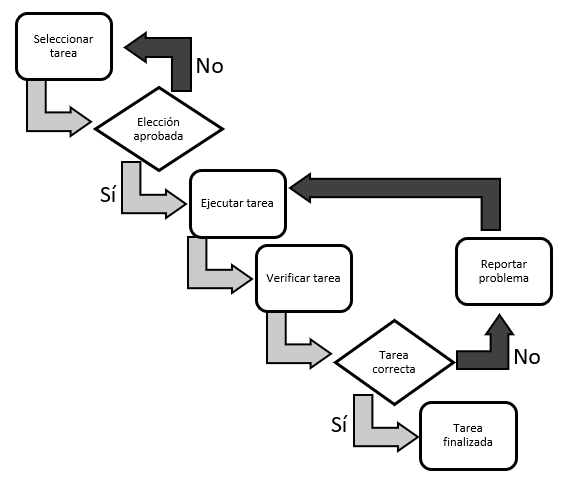 Seleccionar
tarea
No
Elección
aprobada
Sí
Ejecutar tarea
Verificar tarea
Reportar
problema
Tarea
correcta
No
Sí
Tarea
finalizada